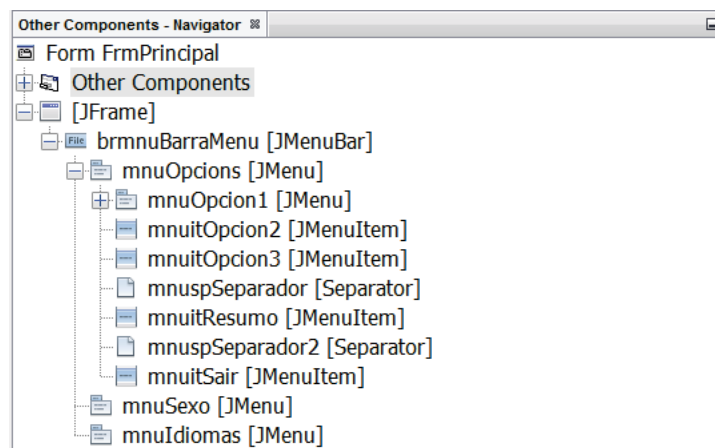 Other Components - Navigator
Form FrmPrincipal
Other Components
[JFrame]
File brmnuBarraMenu [JMenuBar]
mnuOpcions [JMenu]
mnuOpcion1 [JMenu]
mnuitOpcion2 [JMenuItem]
mnuitOpcion3 [JMenuItem]
mnuspSeparador [Separator]
mnuitResumo [JMenuItem]
mnuspSeparador2 [Separator]
mnuitSair [JMenuItem]
mnuSexo [JMenu]
mnuIdiomas [JMenu]